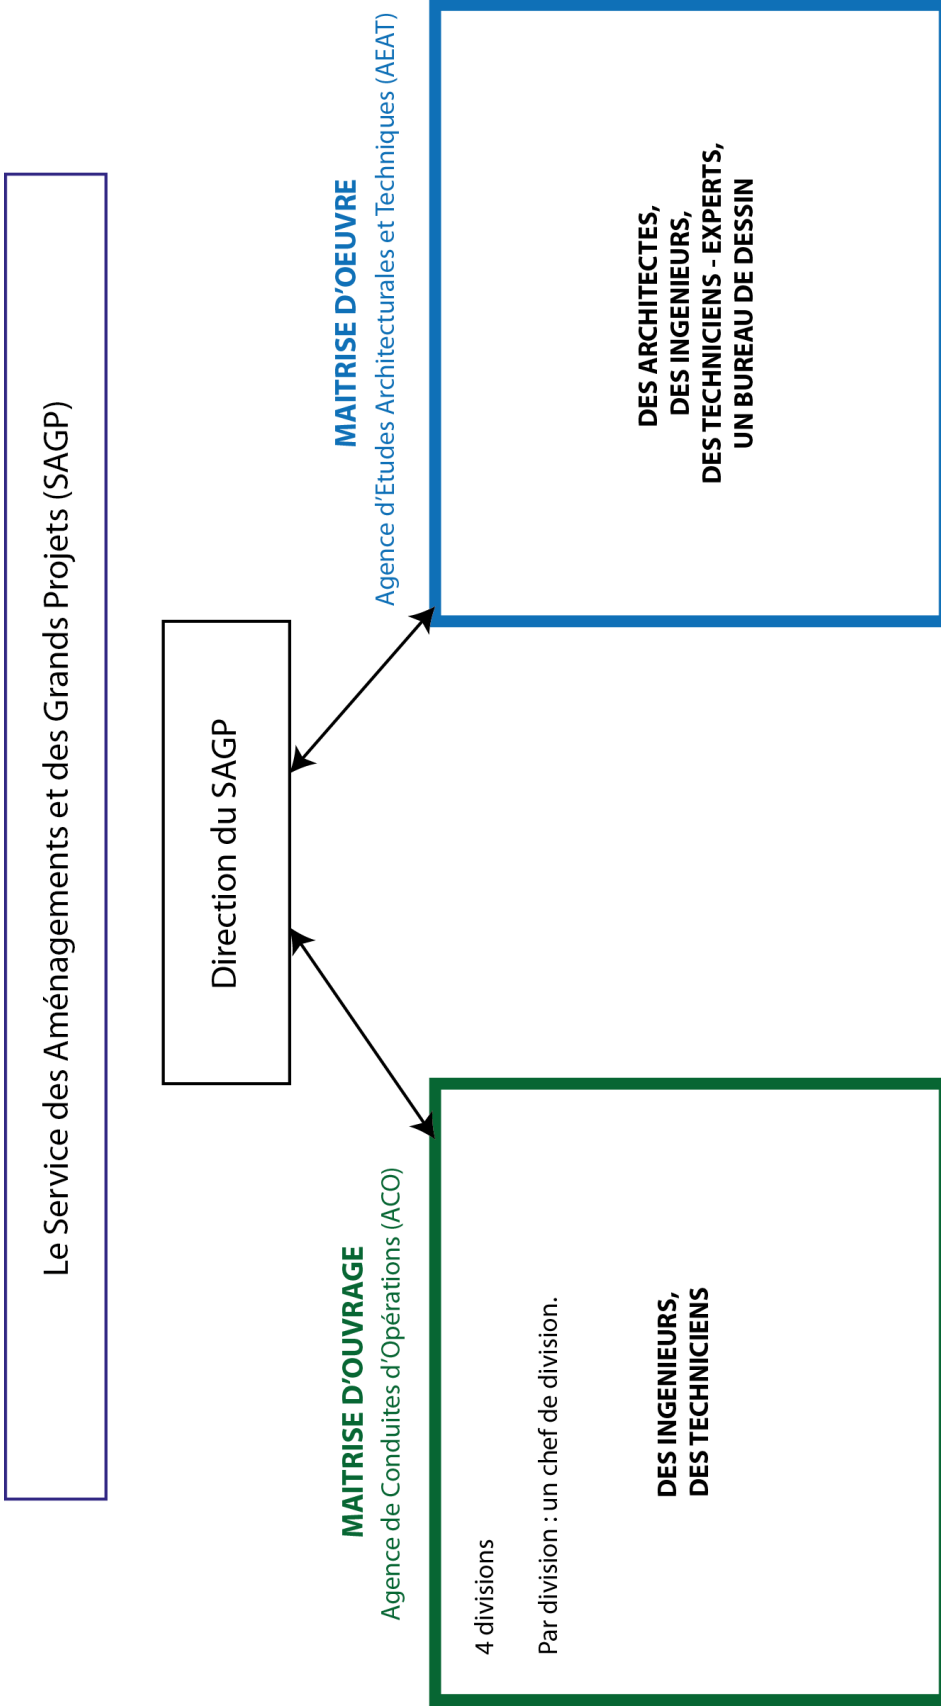 Le Service des Aménagements et des Grands Projets (SAGP)
Direction du SAGP
MAITRISE D'OUVRAGE
Agence de Conduites d'Opérations (ACO)
4 divisions
Par division : un chef de division.
DES INGENIEURS,
DES TECHNICIENS
MAITRISE D'OEUVRE
Agence d'Etudes Architecturales et Techniques (AEAT)
DES ARCHITECTES,
DES INGENIEURS,
DES TECHNICIENS - EXPERTS,
UN BUREAU DE DESSIN